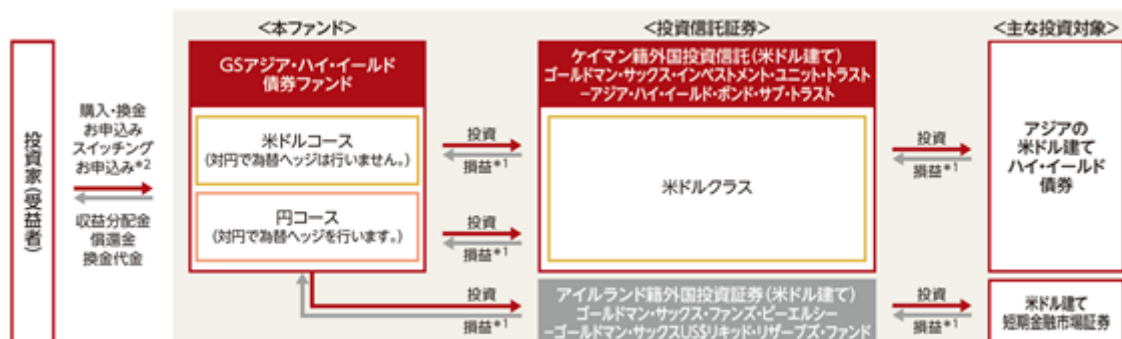 <本ファンド>
<投資信託証券>
<主な投資対象>
投資家(受益者)
購入・換金
お申込み
スイッチング
お申込み*2
収益分配金
償還金
換金代金
GSアジア・ハイ・イールド
債券ファンド
米ドルコース
(対円で為替ヘッジは行いません。)
円コース
(対円で為替ヘッジを行います。)
投資
損益*1
投資
損益*1
投資
損益*1
ケイマン籍外国投資信託(米ドル建て)
ゴールドマン・サックス・インベストメント・ユニット・トラスト
-アジア・ハイ・イールド・ボンド・サブ・トラスト
米ドルクラス
アイルランド籍外国投資証券(米ドル建て)
ゴールドマン・サックス・ファンズ・ピーエルシー
-ゴールドマン・サックスUS$リキッド・リザーブズ・ファンド
投資
損益*1
投資
損益*1
アジアの
米ドル建て
ハイ・イールド
債券
米ドル建て
短期金融市場証券